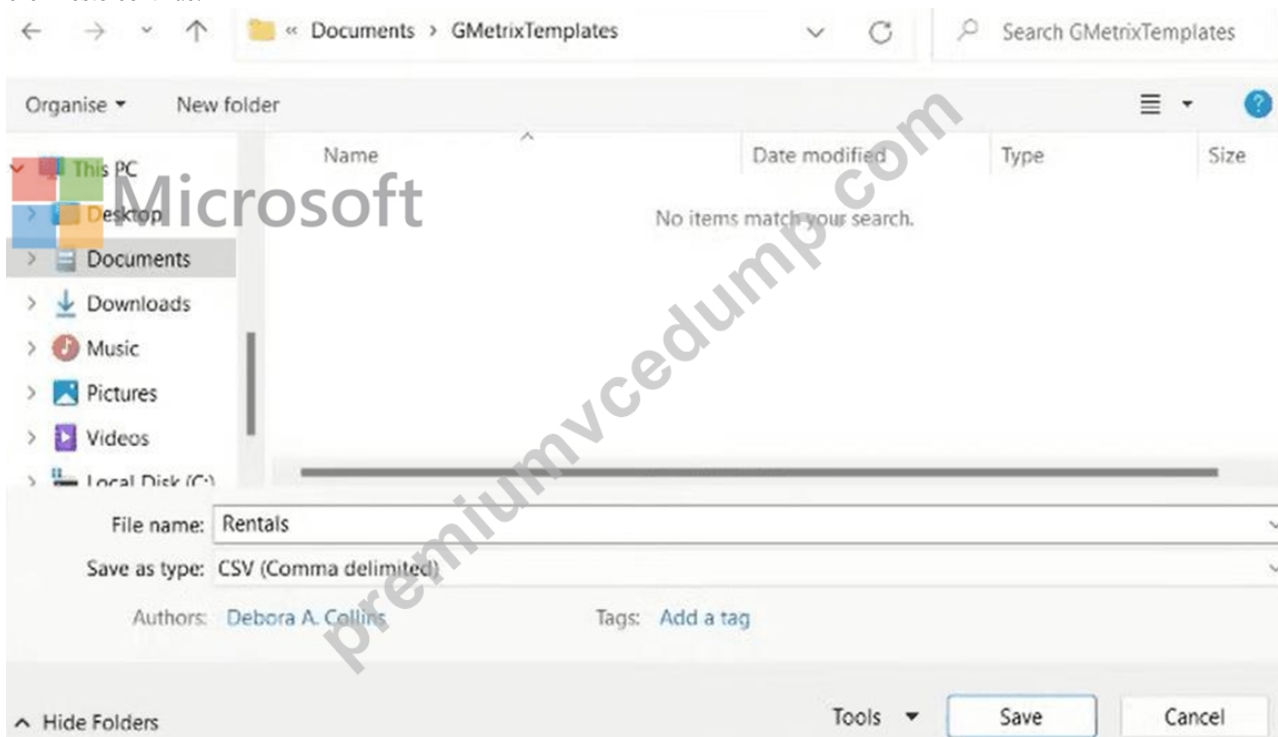 « Documents > GMetrixTemplates Search GMetrixTemplates
Organise New folder
Name Date modified Type Size
This PC
Microsoft
Desktop
No items match your search.
Documents
Downloads
Music
Pictures
Videos
Local Disk (C:)
File name: Rentals
Save as type: CSV (Comma delimited)
Authors: Debora A. Collins Tags: Add a tag
Hide Folders Tools Save Cancel
premiumvcedump.com